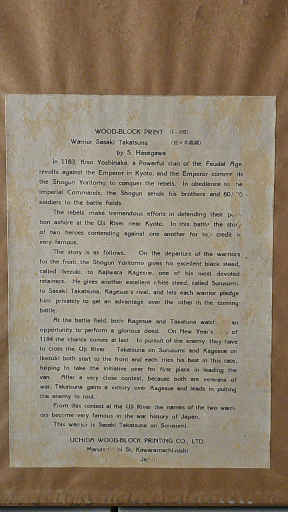 WOOD-BLOCK PRINT
Warrior Sasaki Takatsuna
by S. Hasegawa
In 1183, Kiso Yoshinaka, a Powerful clan of the Feudal Age
revolts against the Emperor in Kyoto, and the Emperor
the Shogun Yoritomo to conquer the rebels. In obedience to the
Imperial Commands, the Shogun sends his brothers and
soldiers to the battle fields.
The rebels make tremendous efforts in defending their
tion ashore at the Uji River, near Kyoto. In this battle the story
of two heroes contending against one another for credit is
very famous.
The story is as follows. On the departure of the warriors
for the front, the Shogun Yoritomo gives his excellent black steed,
called Ikezuki, to Kajiwara Kagesue, one of his most devoted
retainers. He gives another excellent white steed, called Surusumi,
to Sasaki Takatsuna, Kagesue's rival, and lets each warrior pledge
him privately to get an advantage over the other in the coming
battle.
At the battle field, both Kagesue and Takatsuna watch an
opportunity to perform a glorious deed. On New Year's of
1184 the chance comes at last. In pursuit of the enemy, they have
to cross the Uji River. Takatsuna on Surusumi and Kagesue on
Ikezuki both start to the front and each tries his best in this race,
hoping to take the initiative over for first place in leading the
van. After a very close contest, because both are veterans of
war, Takatsuna gains a victory over Kagesue and leads in putting
the enemy to rout.
From this contest at the Uji River the names of the two warri-
ors become very famous in the war history of Japan.
This warrior is Sasaki Takatsuna on Surusumi.
UCHIDA WOOD-BLOCK PRINTING CO., LTD.
St, Kawaramachi-nishi